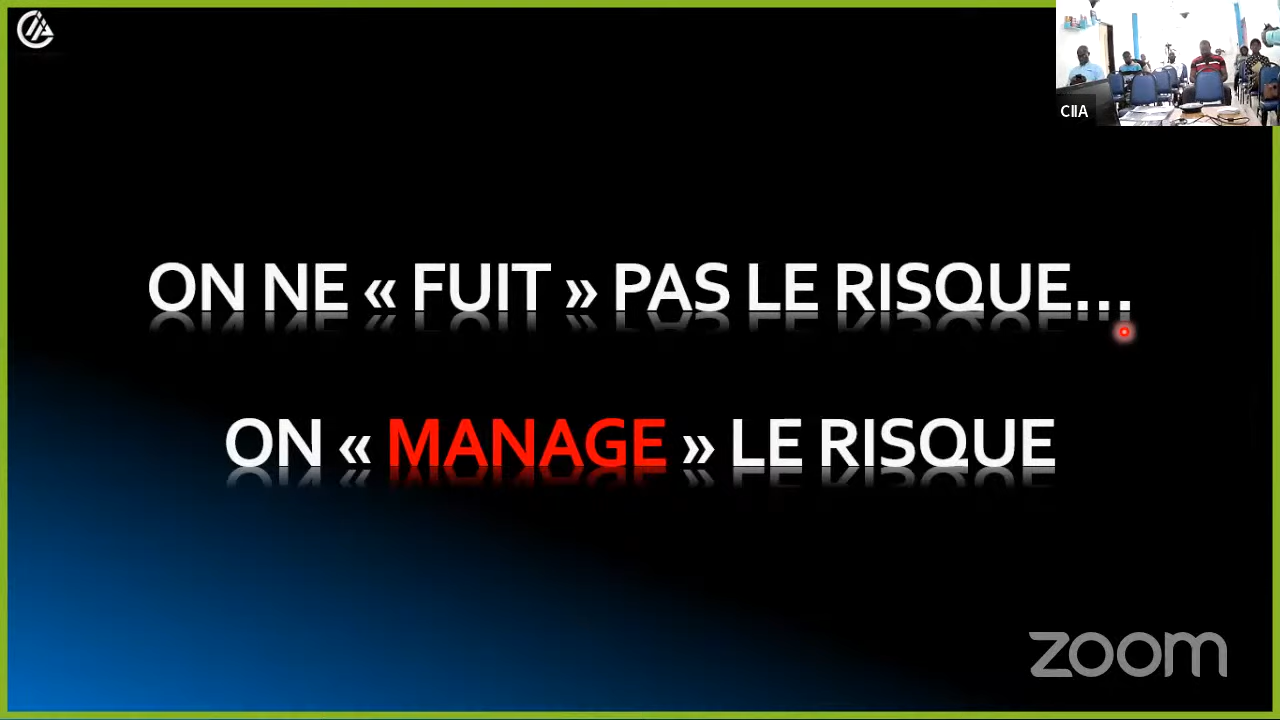 CIIA
ON NE « FUIT » PAS LE RISQUE...
ON « MANAGE » LE RISQUE
zoom